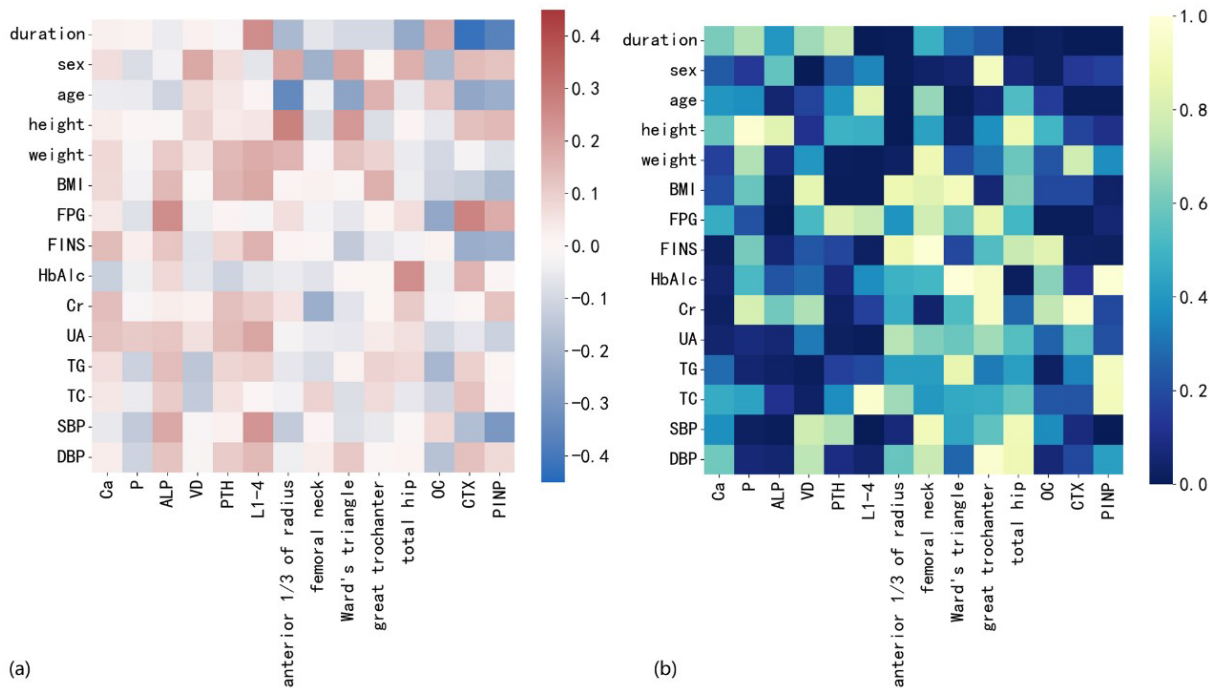 duration
sex
age
height
weight
BMI
FPG
FINS
HbAlc
Cr
UA
TG
TC
SBP
DBP
Ca
P
ALP
VD
PTH
L1-4
anterior 1/3 of radius
femoral neck
Ward's triangle
great trochanter
total hip
OC
CTX
PINP
0.4
0.3
0.2
0.1
0.0
-0.1
-0.2
-0.3
-0.4
(a)
duration
sex
age
height
weight
BMI
FPG
FINS
HbAlc
Cr
UA
TG
TC
SBP
DBP
Ca
P
ALP
VD
PTH
L1-4
anterior 1/3 of radius
femoral neck
Ward's triangle
great trochanter
total hip
OC
CTX
PINP
1.0
0.8
0.6
0.4
0.2
0.0
(b)